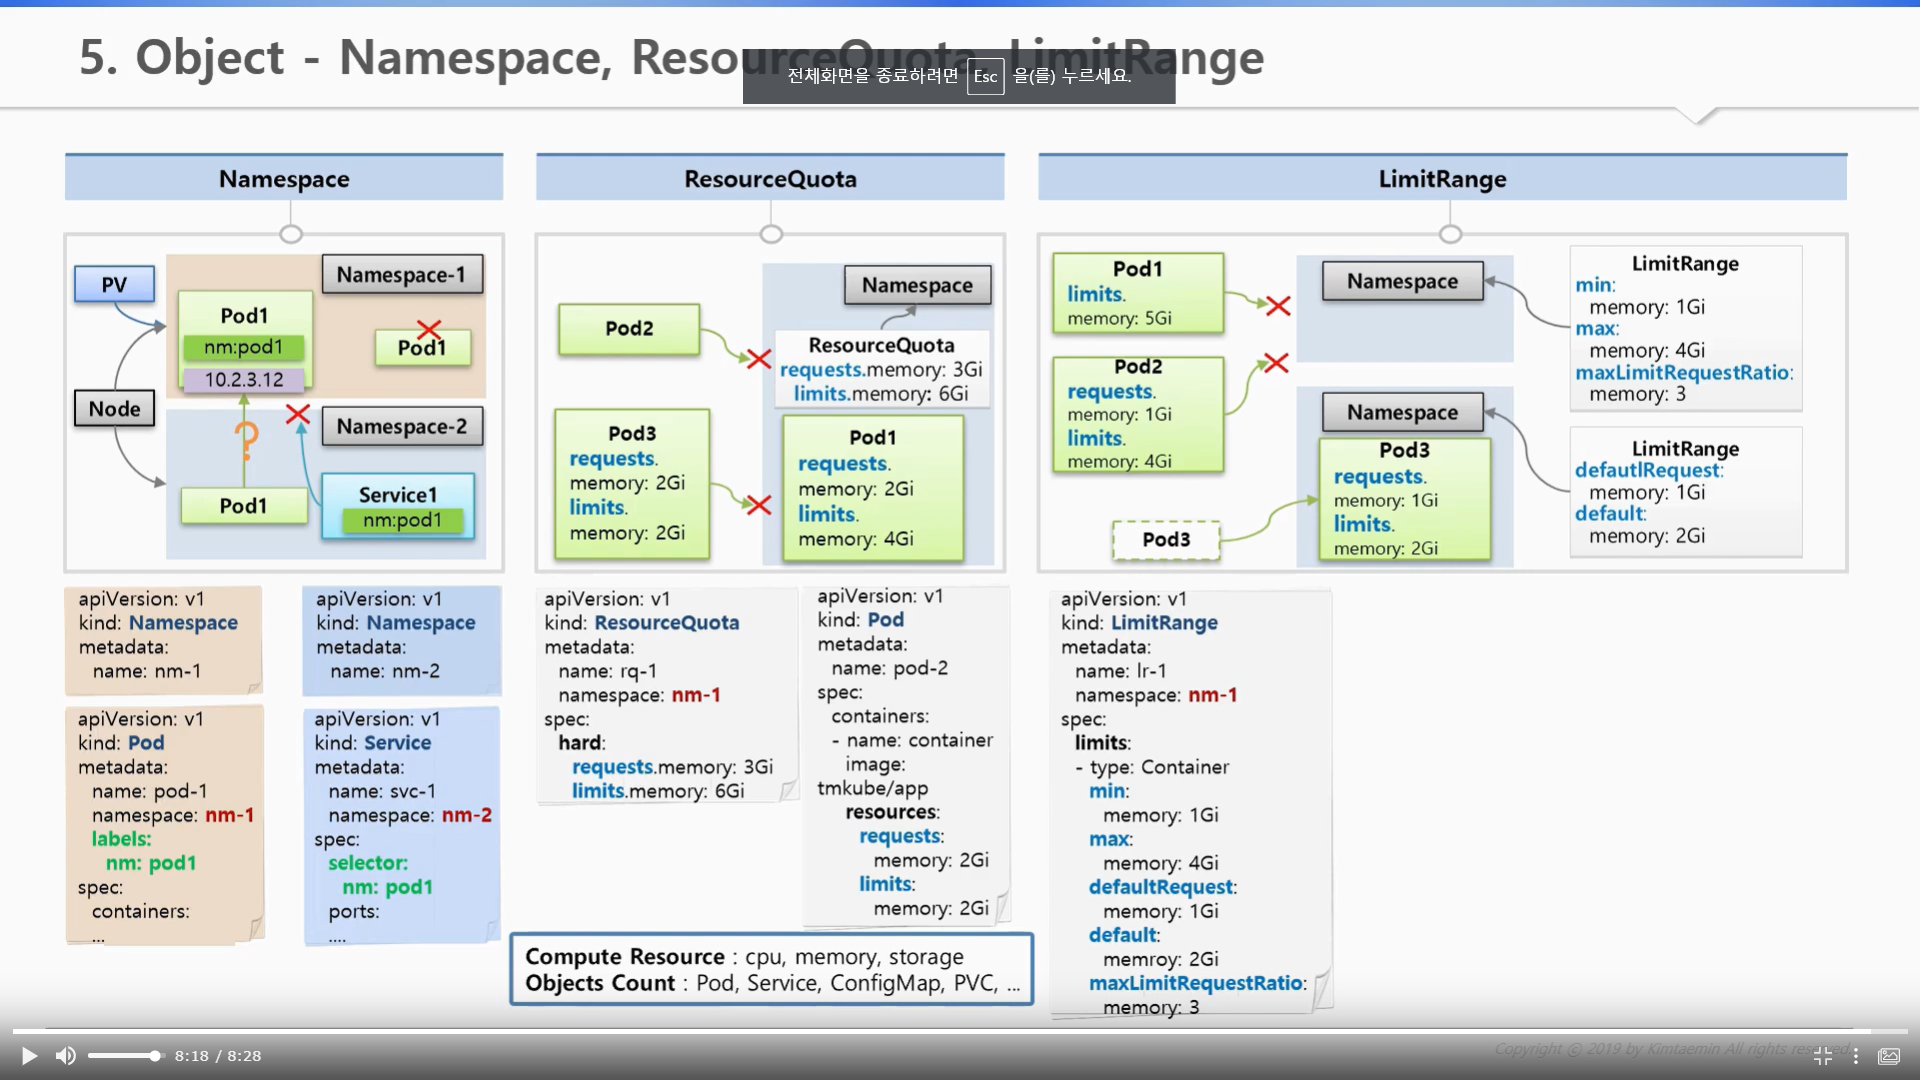 5. Object - Namespace, ResourceQuota, LimitRange
전체화면을 종료하려면 Esc 을(를) 누르세요.
Namespace
PV
Node
Namespace-1
Pod1
nm:pod1
10.2.3.12
Pod1
?
Namespace-2
Pod1
Service1
nm:pod1
apiVersion: v1
kind: Namespace
metadata:
name: nm-1
apiVersion: v1
kind: Namespace
metadata:
name: nm-2
apiVersion: v1
kind: Pod
metadata:
name: pod-1
namespace: nm-1
labels:
nm: pod1
spec:
containers:
...
apiVersion: v1
kind: Service
metadata:
name: svc-1
namespace: nm-2
spec:
selector:
nm: pod1
ports:
....
ResourceQuota
Pod2
Namespace
ResourceQuota
requests.memory: 3Gi
limits.memory: 6Gi
Pod3
requests.
memory: 2Gi
limits.
memory: 2Gi
Pod1
requests.
memory: 2Gi
limits.
memory: 4Gi
apiVersion: v1
kind: ResourceQuota
metadata:
name: rq-1
namespace: nm-1
spec:
hard:
requests.memory: 3Gi
limits.memory: 6Gi
apiVersion: v1
kind: Pod
metadata:
name: pod-2
spec:
containers:
- name: container
image:
tmkube/app
resources:
requests:
memory: 2Gi
limits:
memory: 2Gi
Compute Resource : cpu, memory, storage
Objects Count : Pod, Service, ConfigMap, PVC, ...
LimitRange
Pod1
limits.
memory: 5Gi
Pod2
requests.
memory: 1Gi
limits.
memory: 4Gi
Pod3
Namespace
Namespace
Pod3
requests.
memory: 1Gi
limits.
memory: 2Gi
LimitRange
min:
memory: 1Gi
max:
memory: 4Gi
maxLimitRequestRatio:
memory: 3
LimitRange
defautlRequest:
memory: 1Gi
default:
memory: 2Gi
apiVersion: v1
kind: LimitRange
metadata:
name: lr-1
namespace: nm-1
spec:
limits:
- type: Container
min:
memory: 1Gi
max:
memory: 4Gi
defaultRequest:
memory: 1Gi
default:
memroy: 2Gi
maxLimitRequestRatio:
memory: 3
8:18 / 8:28
Copyright ⓒ 2019 by Kimtaemin All rights reserved.